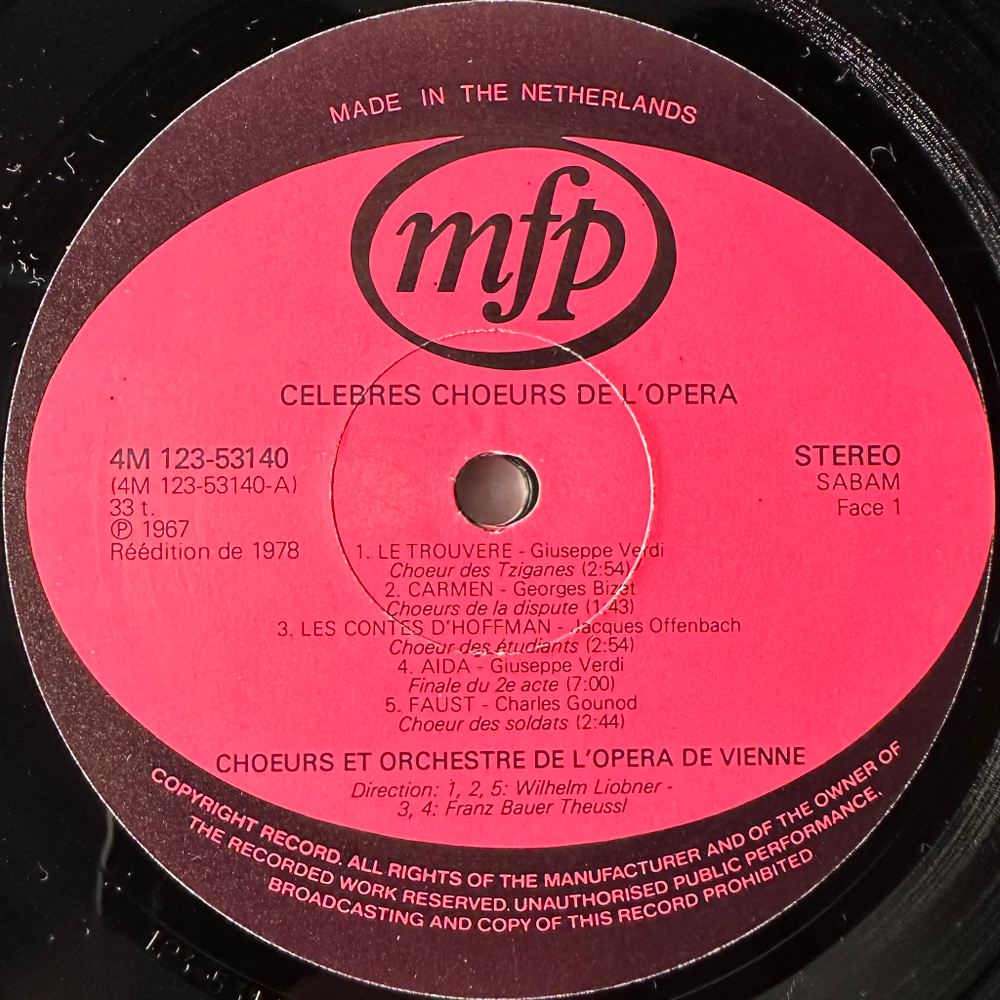 MADE IN THE NETHERLANDS
mfp
CELEBRES CHOEURS DE L'OPERA
4M 123-53140
(4M 123-53140-A)
33 t.
℗ 1967
Réédition de 1978
STEREO
SABAM
Face 1
1. LE TROUVERE - Giuseppe Verdi
Choeur des Tziganes (2:54)
2. CARMEN - Georges Bizet
Choeurs de la dispute (1:43)
3. LES CONTES D'HOFFMAN - Jacques Offenbach
Choeur des étudiants (2:54)
4. AIDA - Giuseppe Verdi
Finale du 2e acte (7:00)
5. FAUST - Charles Gounod
Choeur des soldats (2:44)
CHOEURS ET ORCHESTRE DE L'OPERA DE VIENNE
Direction: 1, 2, 5: Wilhelm Liobner -
3, 4: Franz Bauer Theussl
COPYRIGHT RECORD. ALL RIGHTS OF THE MANUFACTURER AND OF THE OWNER OF
THE RECORDED WORK RESERVED. UNAUTHORISED PUBLIC PERFORMANCE,
BROADCASTING AND COPY OF THIS RECORD PROHIBITED